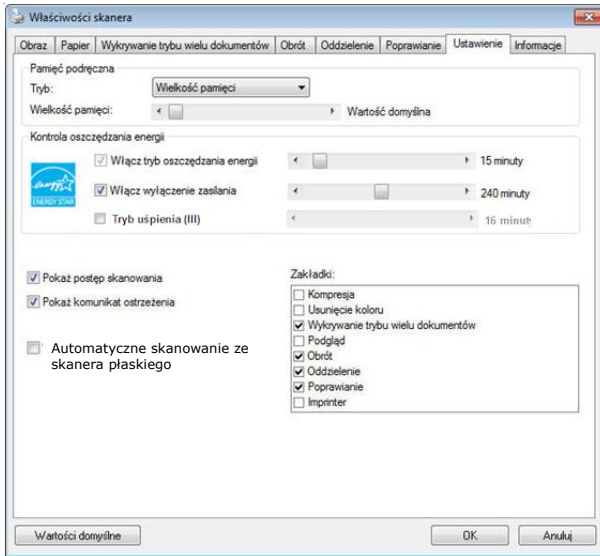 Właściwości skanera
Obraz Papier Wykrywanie trybu wielu dokumentów Obrót Oddzielenie Poprawianie Ustawienie Informacje
Pamięć podręczna
Tryb: Wielkość pamięci
Wielkość pamięci: Wartość domyślna
Kontrola oszczędzania energii
Włącz tryb oszczędzania energii 15 minuty
Włącz wyłączenie zasilania 240 minuty
energy
ENERGY STAR
Tryb uśpienia (III) 16 minut
Pokaż postęp skanowania
Pokaż komunikat ostrzeżenia
Automatyczne skanowanie ze
skanera płaskiego
Zakładki:
Kompresja
Usunięcie koloru
Wykrywanie trybu wielu dokumentów
Podgląd
Obrót
Oddzielenie
Poprawianie
Imprinter
Wartości domyślne OK Anuluj